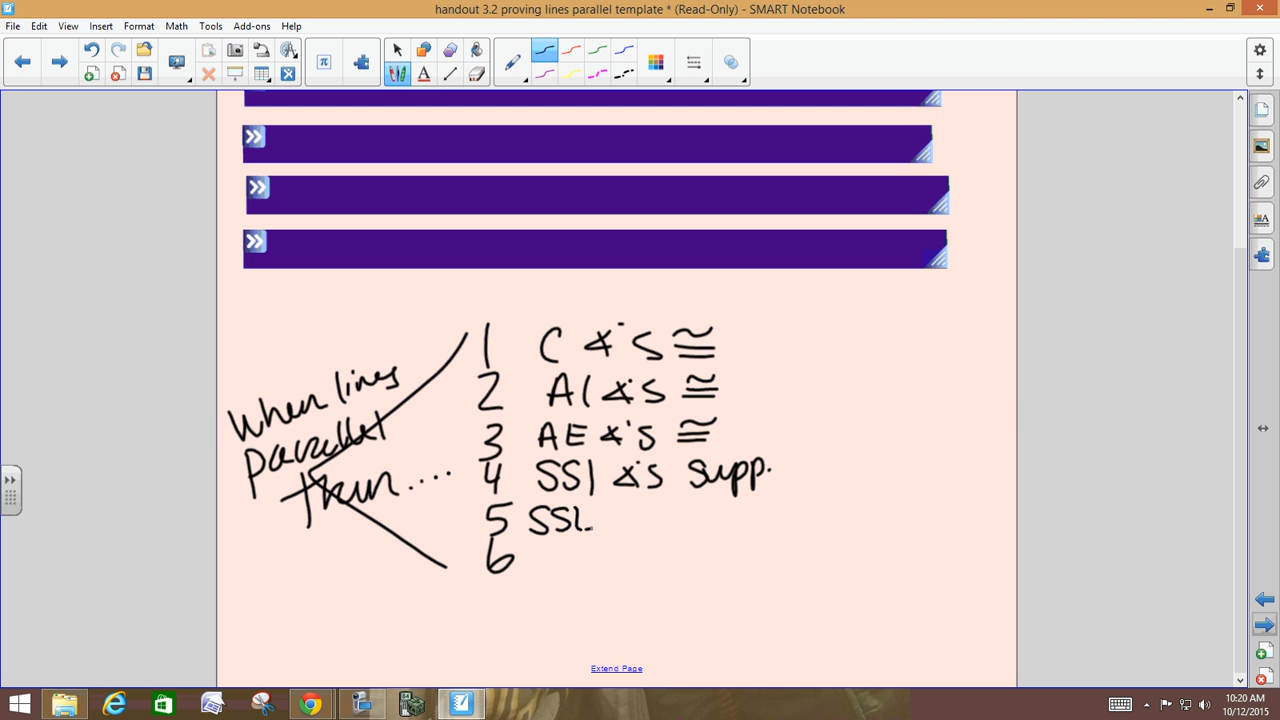 handout 3.2 proving lines parallel template * (Read-Only) - SMART Notebook
File Edit View Insert Format Math Tools Add-ons Help
When lines
parallel
then....
1 C ∡'s ≅
2 AI ∡'s ≅
3 AE ∡'s ≅
4 SSI ∡'s supp.
5 SSE
6
Extend Page
10:20 AM
10/12/2015